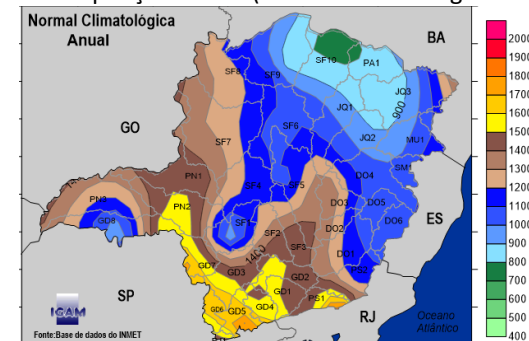 Normal Climatológica
Anual
BA
GO
ES
SP
RJ
Oceano
Atlântico
SF8
SF9
SF10
PA1
JQ3
900
JQ1
SF6
JQ2
MU1
SF7
SM1
PN1
SF4
SF5
DO4
PN3
PN2
DO3
DO5
GD8
SF1
SF2
DO2
DO6
1400
SF3
DO1
PS2
GD7
GD3
GD2
GD1
PS1
GD6
GD5
GD4
IGAM
Fonte:Base de dados do INMET
2000
1900
1800
1700
1600
1500
1400
1300
1200
1100
1000
900
800
700
600
500
400